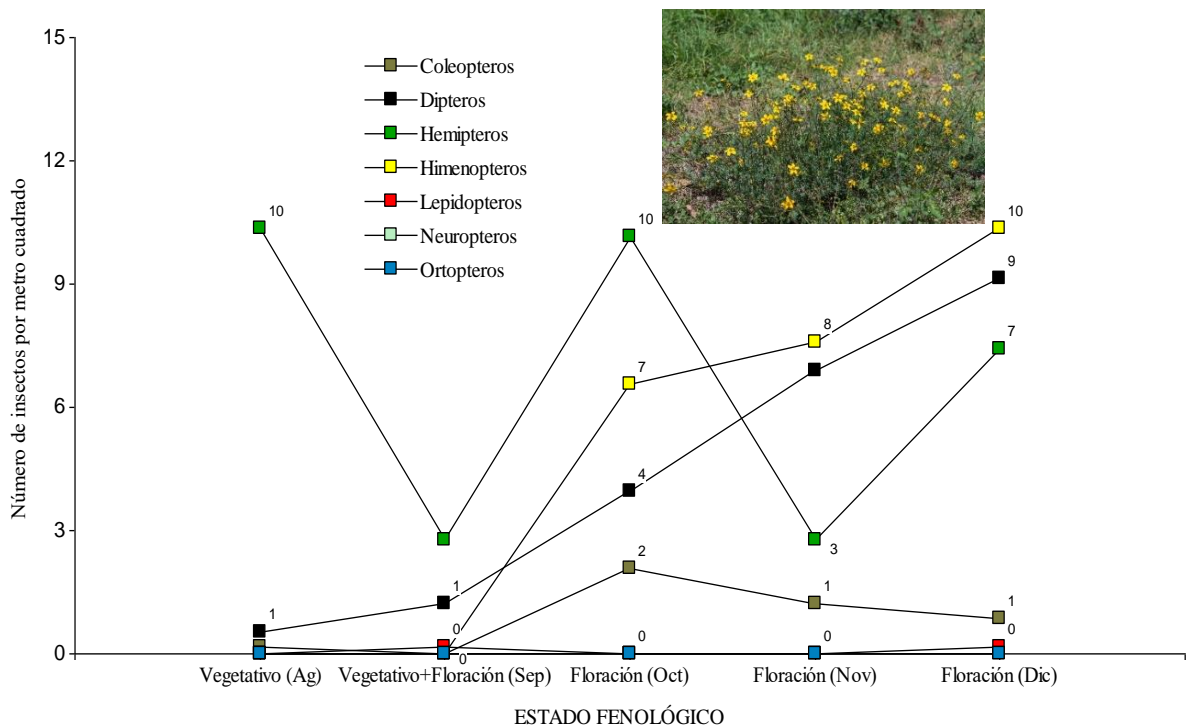 15
12
9
6
3
0
Número de insectos por metro cuadrado
Coleopteros
Dipteros
Hemipteros
Himenopteros
Lepidopteros
Neuropteros
Ortopteros
10
10
10
9
8
7
7
4
3
2
1
1
1
1
0
0
0
0
0
Vegetativo (Ag) Vegetativo+Floración (Sep) Floración (Oct) Floración (Nov) Floración (Dic)
ESTADO FENOLÓGICO